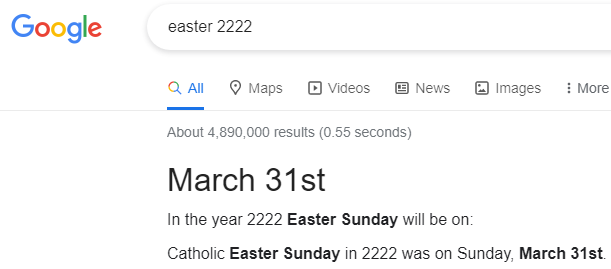 Google easter 2222
All Maps Videos News Images More
About 4,890,000 results (0.55 seconds)
March 31st
In the year 2222 Easter Sunday will be on:
Catholic Easter Sunday in 2222 was on Sunday, March 31st.